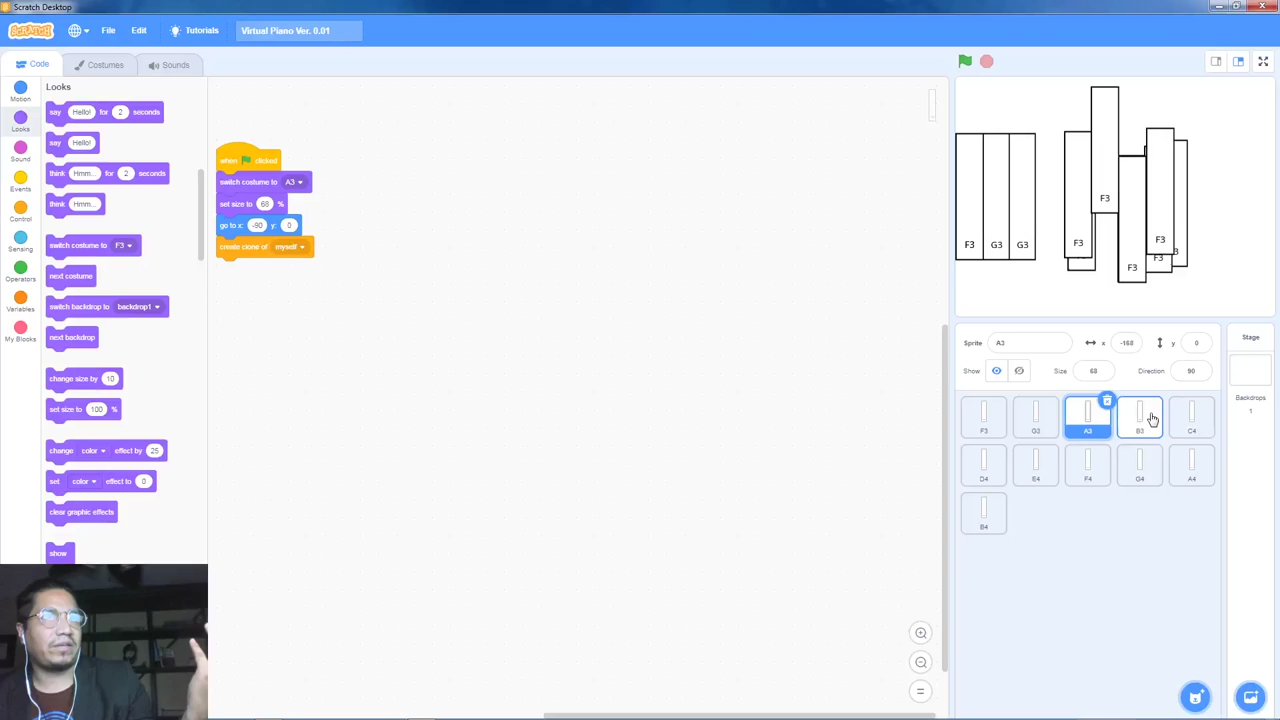 Scratch Desktop
SCRATCH File Edit Tutorials Virtual Piano Ver. 0.01
Code Costumes Sounds
Motion
Looks
Sound
Events
Control
Sensing
Operators
Variables
My Blocks
Looks
say Hello! for 2 seconds
say Hello!
think Hmm... for 2 seconds
think Hmm...
switch costume to F3
next costume
switch backdrop to backdrop1
next backdrop
change size by 10
set size to 100 %
change color effect by 25
set color effect to 0
clear graphic effects
show
when clicked
switch costume to A3
set size to 68 %
go to x: -90 y: 0
create clone of myself
F3 G3 G3 F3 F3 F3 F3 F3 3
Sprite A3 x -168 y 0
Show Size 68 Direction 90
F3 G3 A3 B3 C4
D4 E4 F4 G4 A4
B4
Stage
Backdrops
1